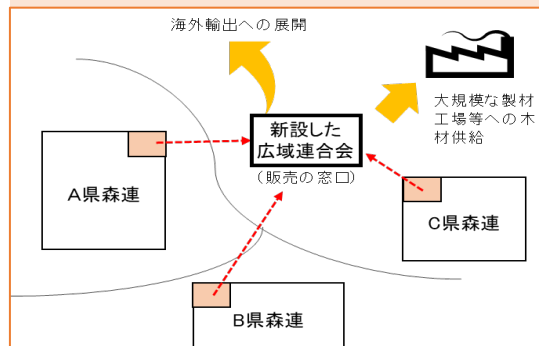 海外輸出への展開
大規模な製材
工場等への木
材供給
新設した
広域連合会
(販売の窓口)
A県森連
C県森連
B県森連